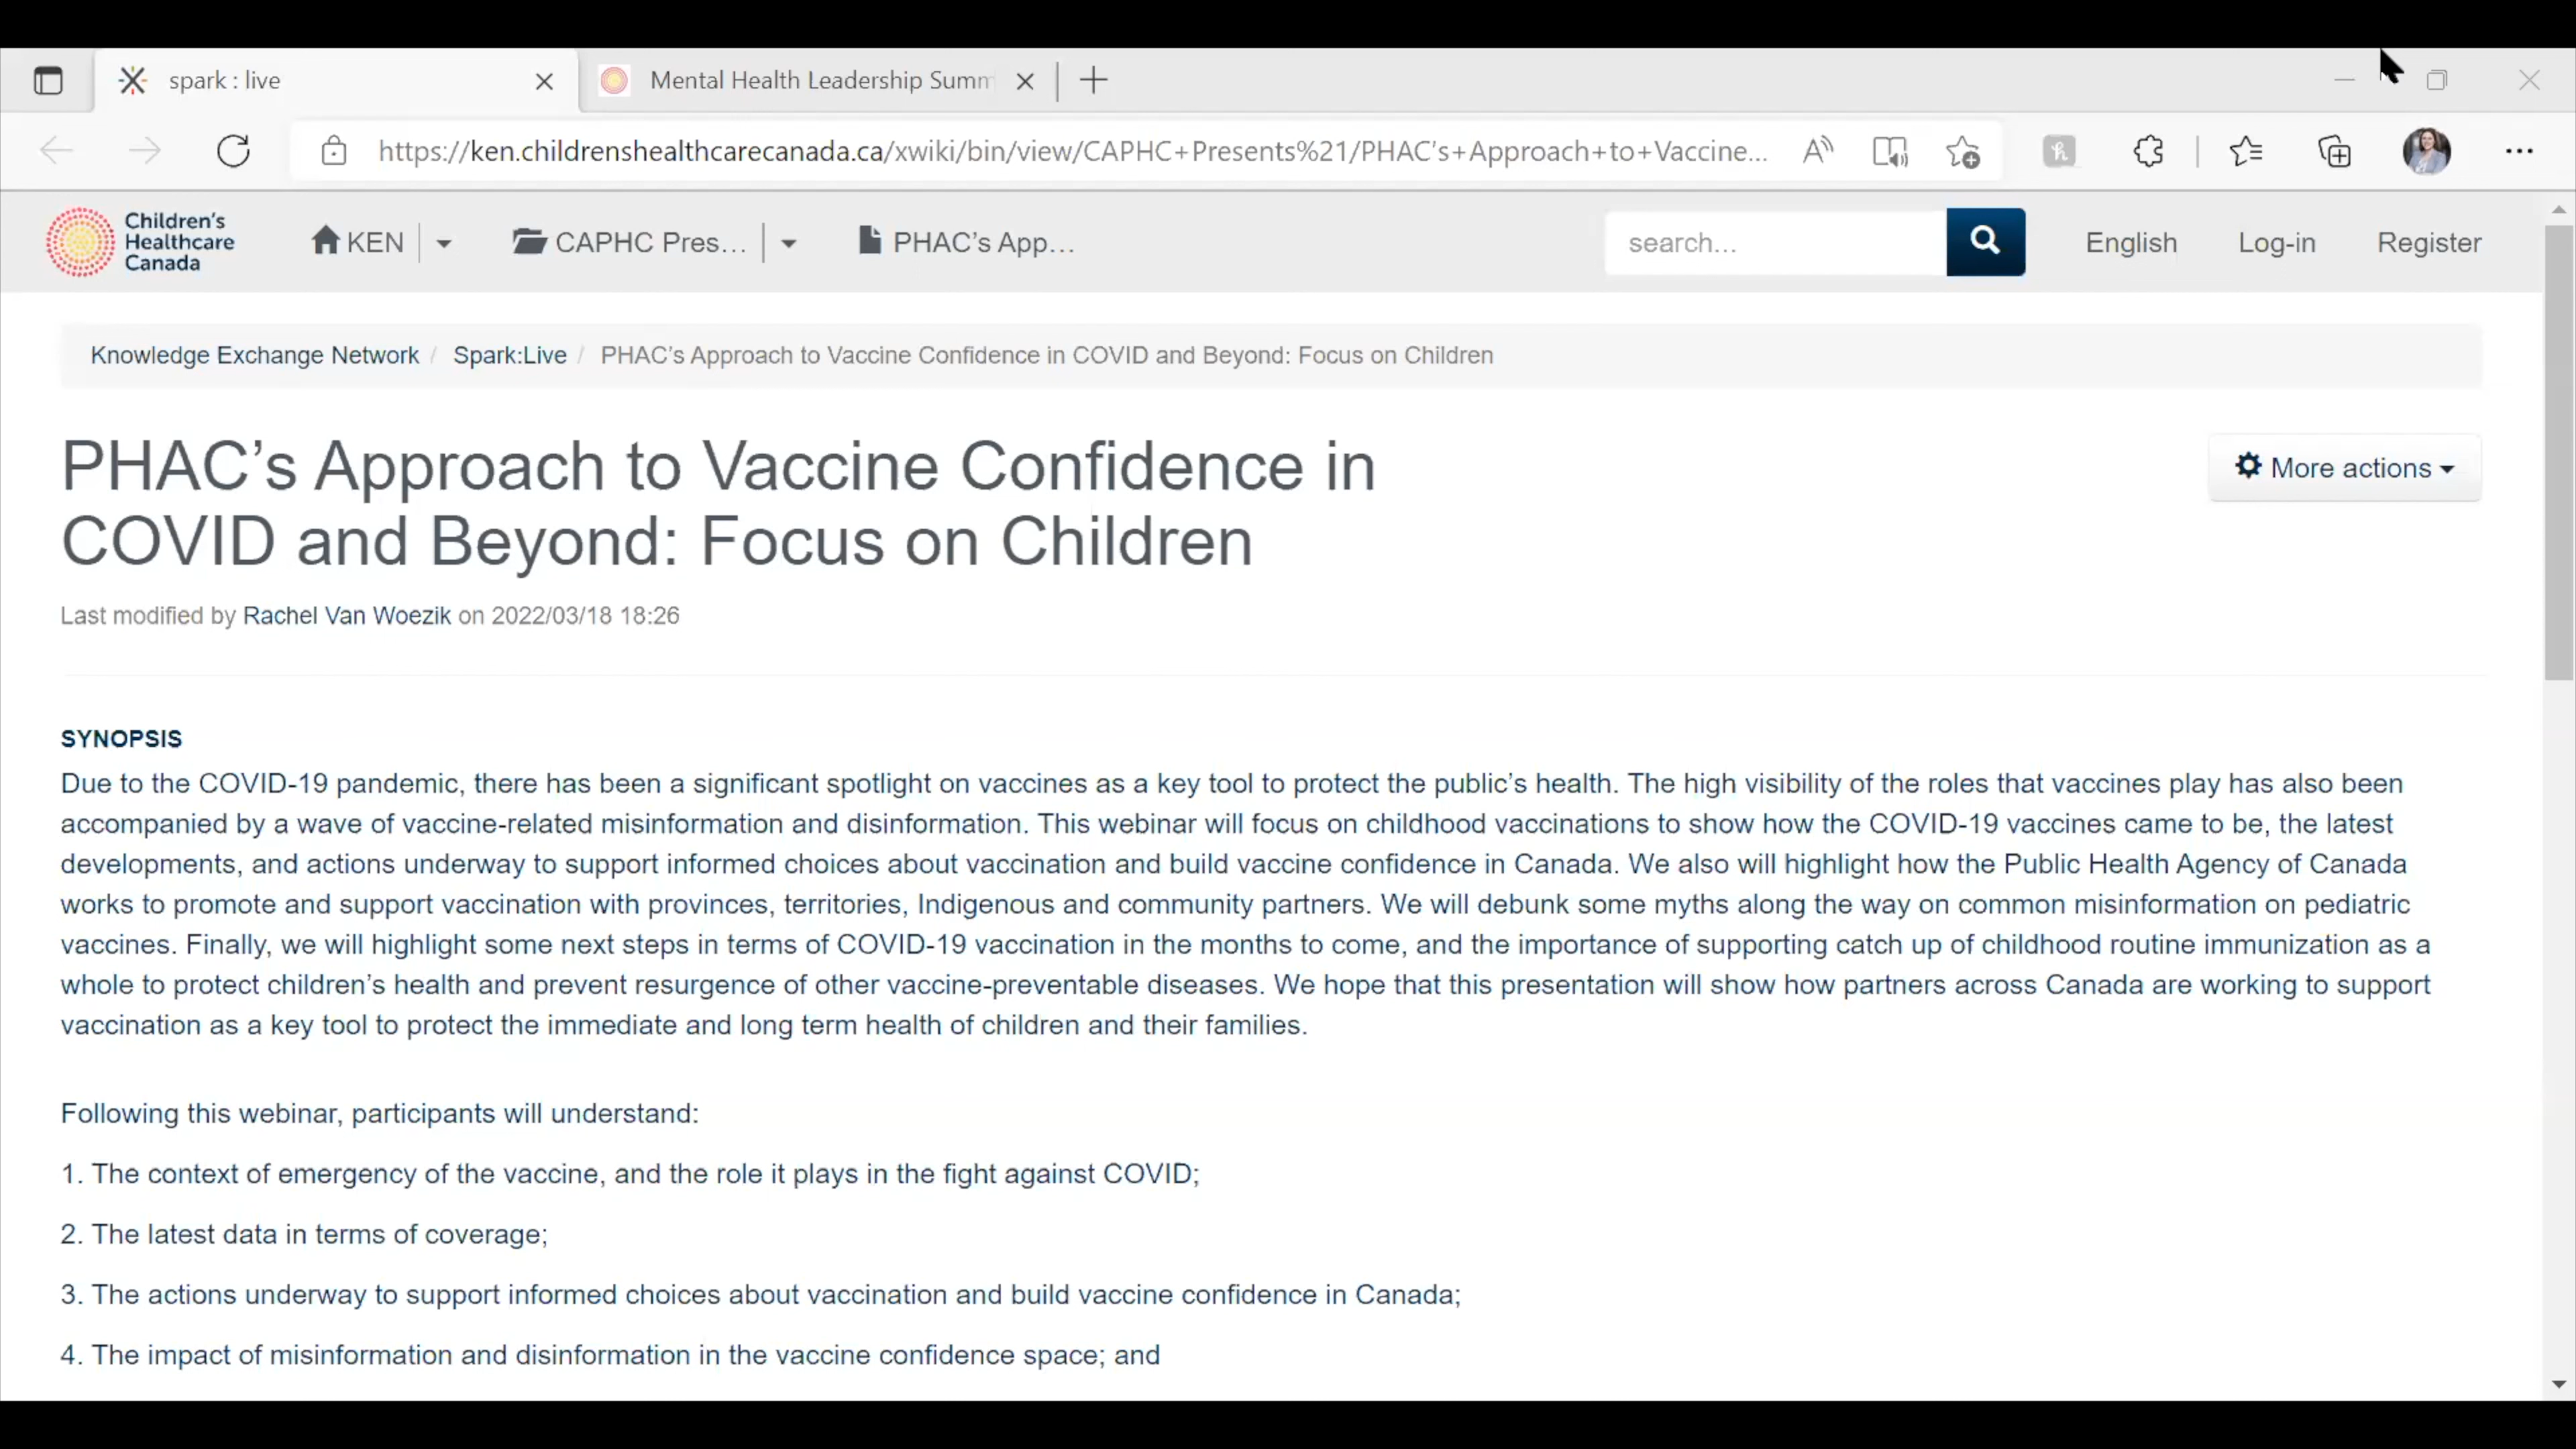 spark : live
Mental Health Leadership Summ
https://ken.childrenshealthcarecanada.ca/xwiki/bin/view/CAPHC+Presents%21/PHAC's+Approach+to+Vaccine...
Children's
Healthcare
Canada
KEN
CAPHC Pres...
PHAC's App...
search...
English
Log-in
Register
Knowledge Exchange Network / Spark:Live / PHAC's Approach to Vaccine Confidence in COVID and Beyond: Focus on Children
PHAC's Approach to Vaccine Confidence in
COVID and Beyond: Focus on Children
More actions
Last modified by Rachel Van Woezik on 2022/03/18 18:26
SYNOPSIS
Due to the COVID-19 pandemic, there has been a significant spotlight on vaccines as a key tool to protect the public's health. The high visibility of the roles that vaccines play has also been
accompanied by a wave of vaccine-related misinformation and disinformation. This webinar will focus on childhood vaccinations to show how the COVID-19 vaccines came to be, the latest
developments, and actions underway to support informed choices about vaccination and build vaccine confidence in Canada. We also will highlight how the Public Health Agency of Canada
works to promote and support vaccination with provinces, territories, Indigenous and community partners. We will debunk some myths along the way on common misinformation on pediatric
vaccines. Finally, we will highlight some next steps in terms of COVID-19 vaccination in the months to come, and the importance of supporting catch up of childhood routine immunization as a
whole to protect children's health and prevent resurgence of other vaccine-preventable diseases. We hope that this presentation will show how partners across Canada are working to support
vaccination as a key tool to protect the immediate and long term health of children and their families.
Following this webinar, participants will understand:
1. The context of emergency of the vaccine, and the role it plays in the fight against COVID;
2. The latest data in terms of coverage;
3. The actions underway to support informed choices about vaccination and build vaccine confidence in Canada;
4. The impact of misinformation and disinformation in the vaccine confidence space; and